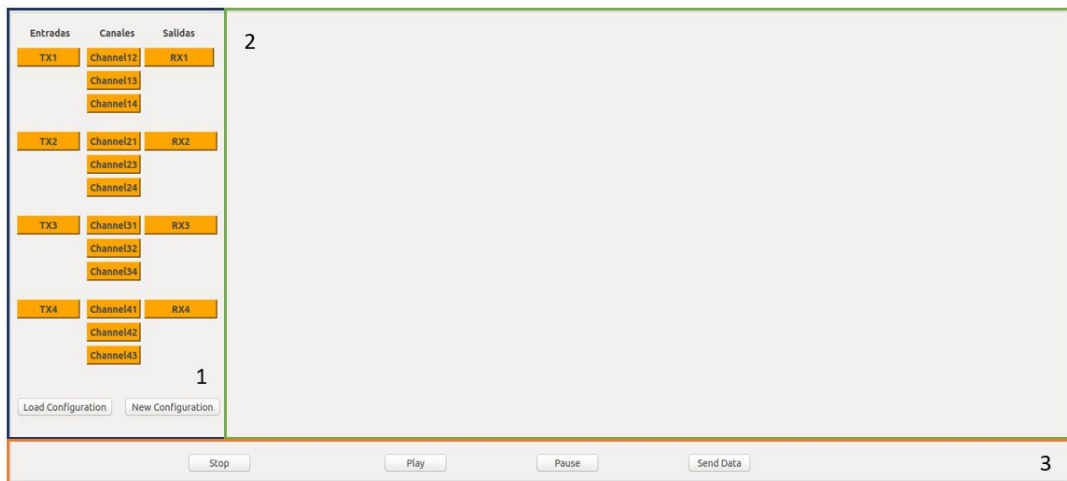 Entradas Canales Salidas
TX1 Channel12 RX1
Channel13
Channel14
TX2 Channel21 RX2
Channel23
Channel24
TX3 Channel31 RX3
Channel32
Channel34
TX4 Channel41 RX4
Channel42
Channel43
1
Load Configuration New Configuration
2
Stop Play Pause Send Data 3